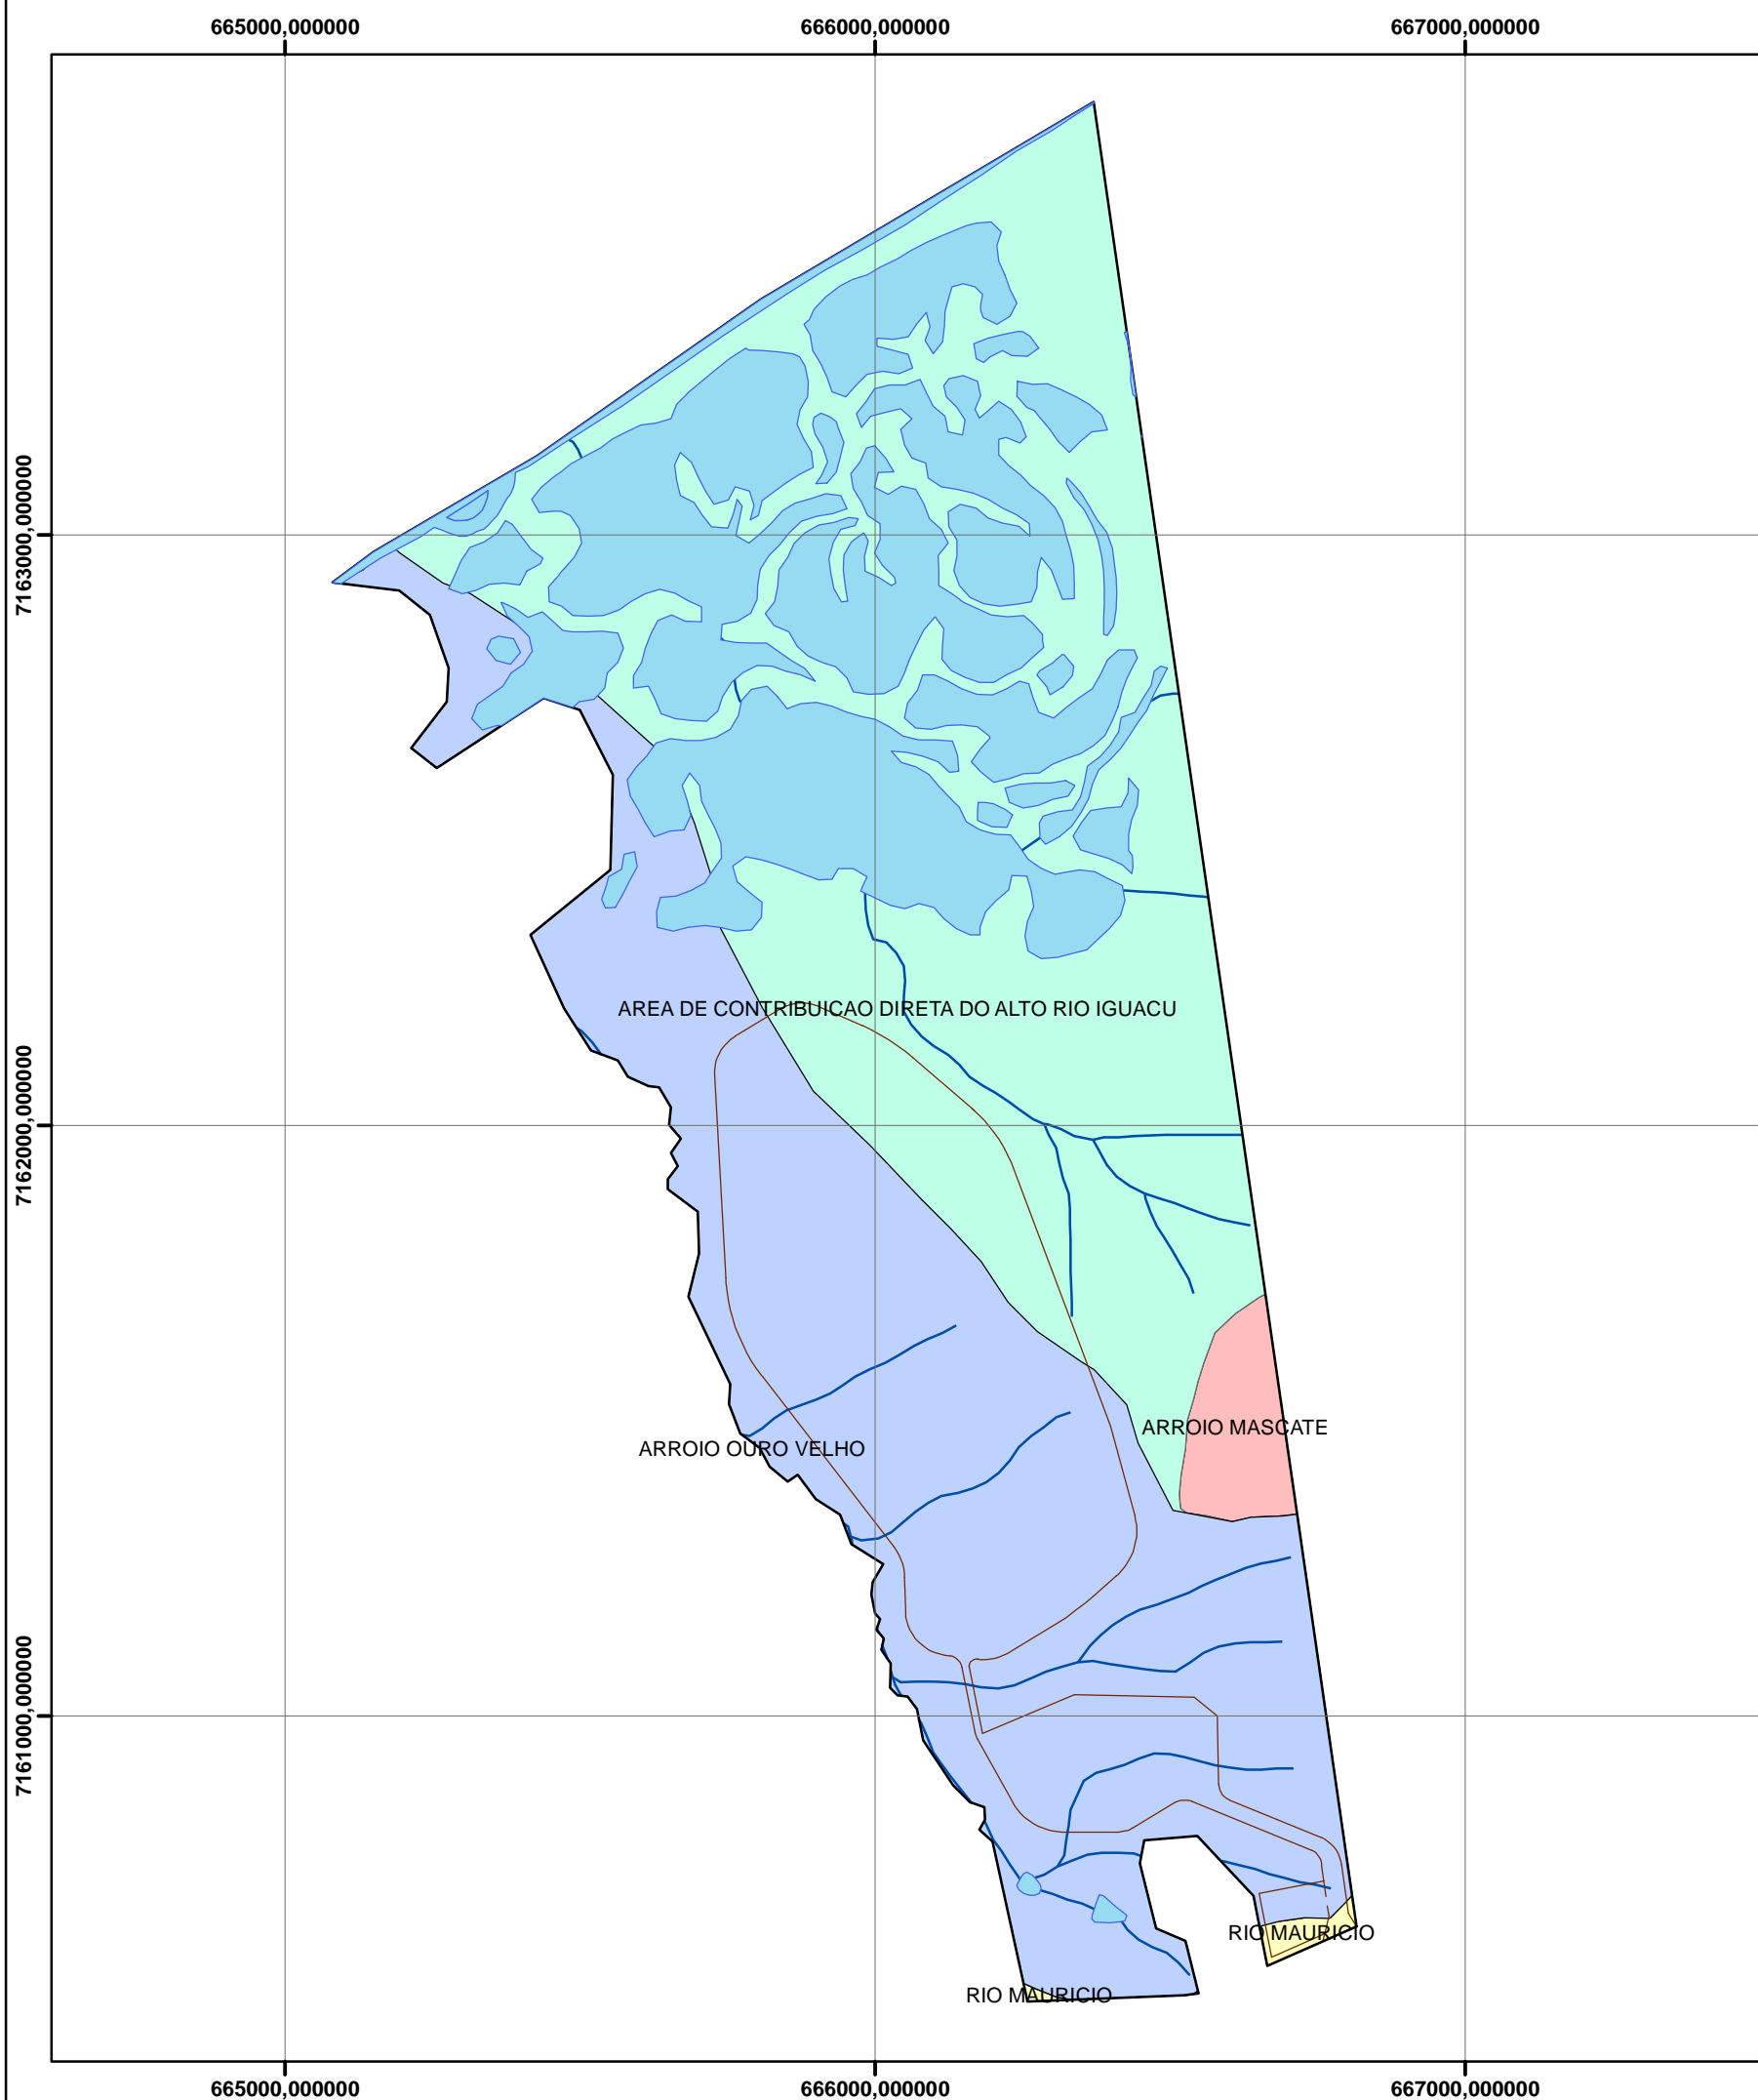 665000,000000
666000,000000
667000,000000
7163000,000000
AREA DE CONTRIBUICAO DIRETA DO ALTO RIO IGUACU
7162000,000000
ARROIO MASCATE
ARROIO OURO VELHO
7161000,000000
RIO MAURICIO
RIO MAURICIO
665000,000000
666000,000000
667000,000000